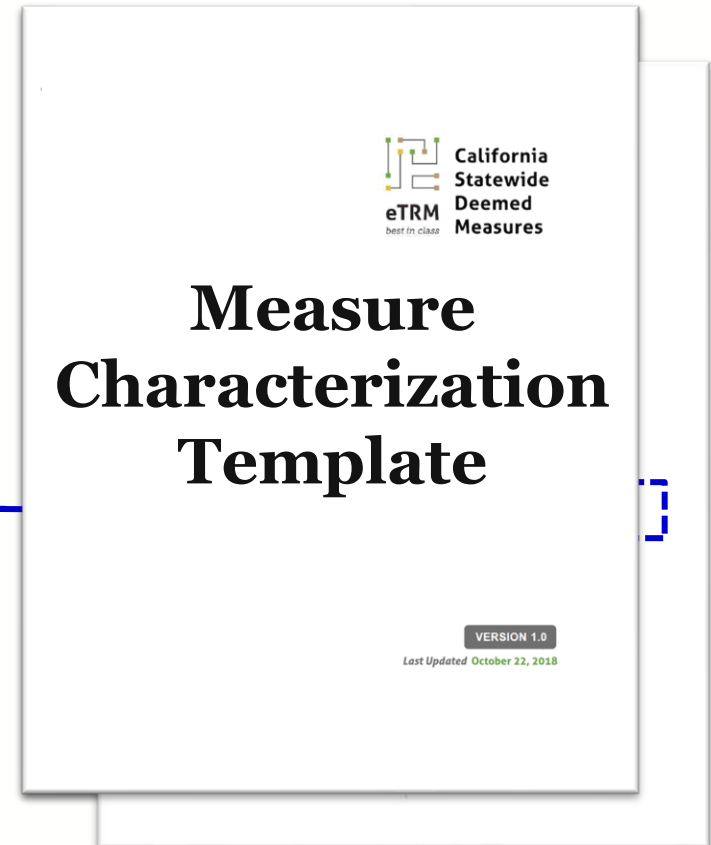 California
Statewide
Deemed
Measures
eTRM
best in class
Measure
Characterization
Template
VERSION 1.0
Last Updated October 22, 2018